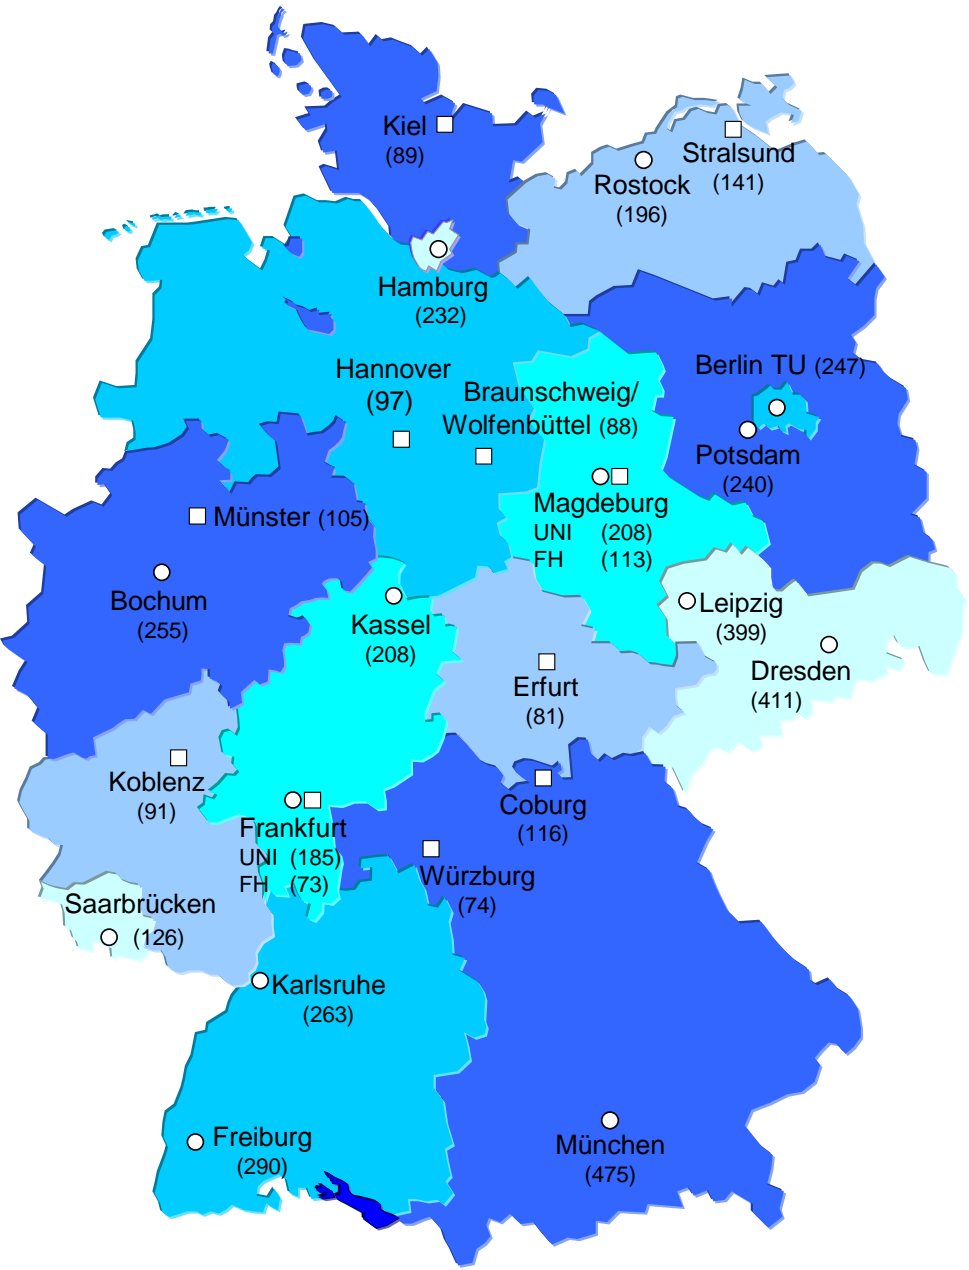 Kiel
(89)
Stralsund
(141)
Rostock
(196)
Hamburg
(232)
Hannover
(97)
Berlin TU (247)
Braunschweig/
Wolfenbüttel (88)
Potsdam
(240)
Magdeburg
UNI (208)
FH (113)
Münster (105)
Bochum
(255)
Kassel
(208)
Leipzig
(399)
Dresden
(411)
Erfurt
(81)
Koblenz
(91)
Coburg
(116)
Frankfurt
UNI (185)
FH (73)
Würzburg
(74)
Saarbrücken
(126)
Karlsruhe
(263)
Freiburg
(290)
München
(475)